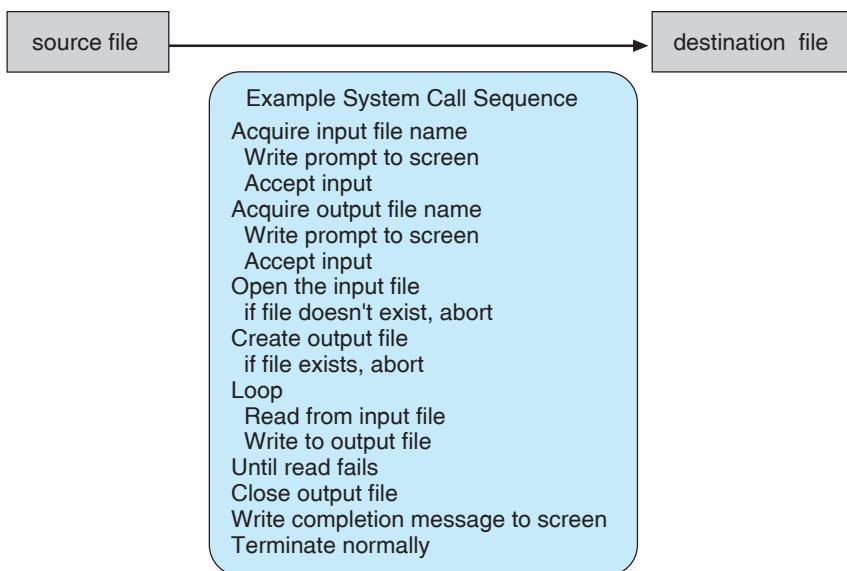 source file
destination file
Example System Call Sequence
Acquire input file name
Write prompt to screen
Accept input
Acquire output file name
Write prompt to screen
Accept input
Open the input file
if file doesn't exist, abort
Create output file
if file exists, abort
Loop
Read from input file
Write to output file
Until read fails
Close output file
Write completion message to screen
Terminate normally